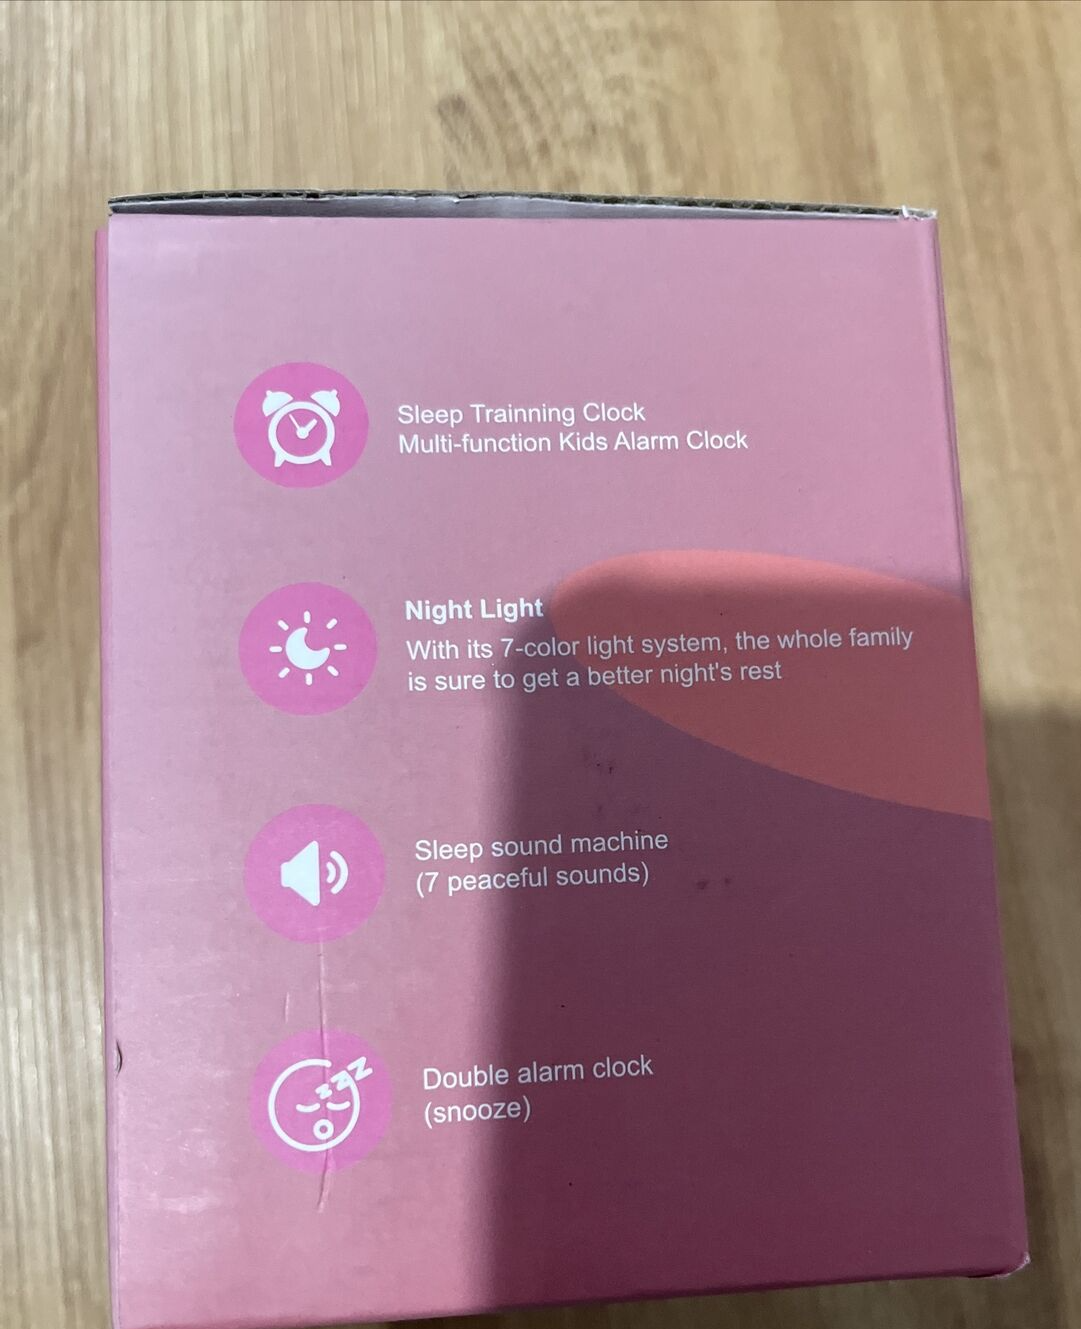 Sleep Trainning Clock
Multi-function Kids Alarm Clock
Night Light
With its 7-color light system, the whole family
is sure to get a better night's rest
Sleep sound machine
(7 peaceful sounds)
Double alarm clock
(snooze)